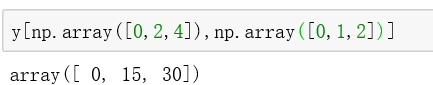 y[np.array([0,2,4]),np.array([0,1,2])]
array([ 0, 15, 30])